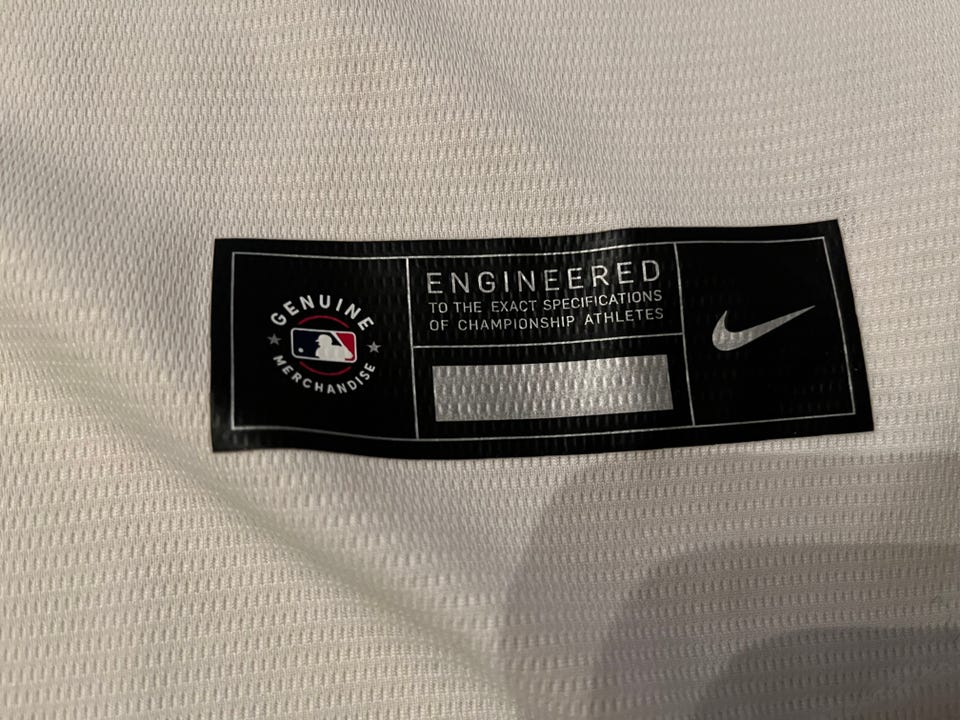 GENUINE
MERCHANDISE
ENGINEERED
TO THE EXACT SPECIFICATIONS
OF CHAMPIONSHIP ATHLETES